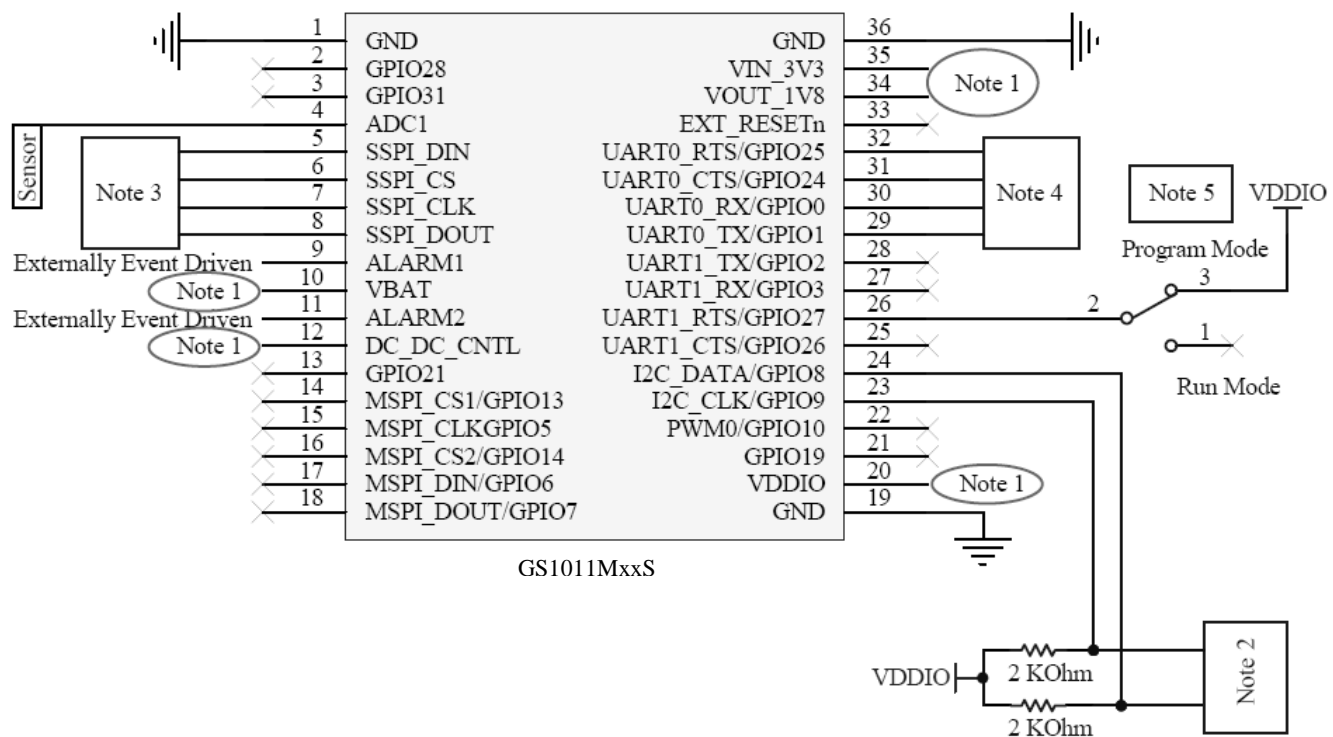 1 GND
2 GPIO28
3 GPIO31
4 ADC1
5 SSPI_DIN
6 SSPI_CS
7 SSPI_CLK
8 SSPI_DOUT
9 ALARM1
10 VBAT
11 ALARM2
12 DC_DC_CNTL
13 GPIO21
14 MSPI_CS1/GPIO13
15 MSPI_CLKGPIO5
16 MSPI_CS2/GPIO14
17 MSPI_DIN/GPIO6
18 MSPI_DOUT/GPIO7
Sensor
Note 3
Externally Event Driven
Note 1
Externally Event Driven
Note 1
GND 36
VIN_3V3 35
VOUT_1V8 34
EXT_RESETn 33
UART0_RTS/GPIO25 32
UART0_CTS/GPIO24 31
UART0_RX/GPIO0 30
UART0_TX/GPIO1 29
UART1_TX/GPIO2 28
UART1_RX/GPIO3 27
UART1_RTS/GPIO27 26
UART1_CTS/GPIO26 25
I2C_DATA/GPIO8 24
I2C_CLK/GPIO9 23
PWM0/GPIO10 22
GPIO19 21
VDDIO 20
GND 19
Note 1
Note 4
Note 5
VDDIO
Program Mode
3
2
1
Run Mode
Note 1
GS1011MxxS
VDDIO
2 KOhm
2 KOhm
Note 2